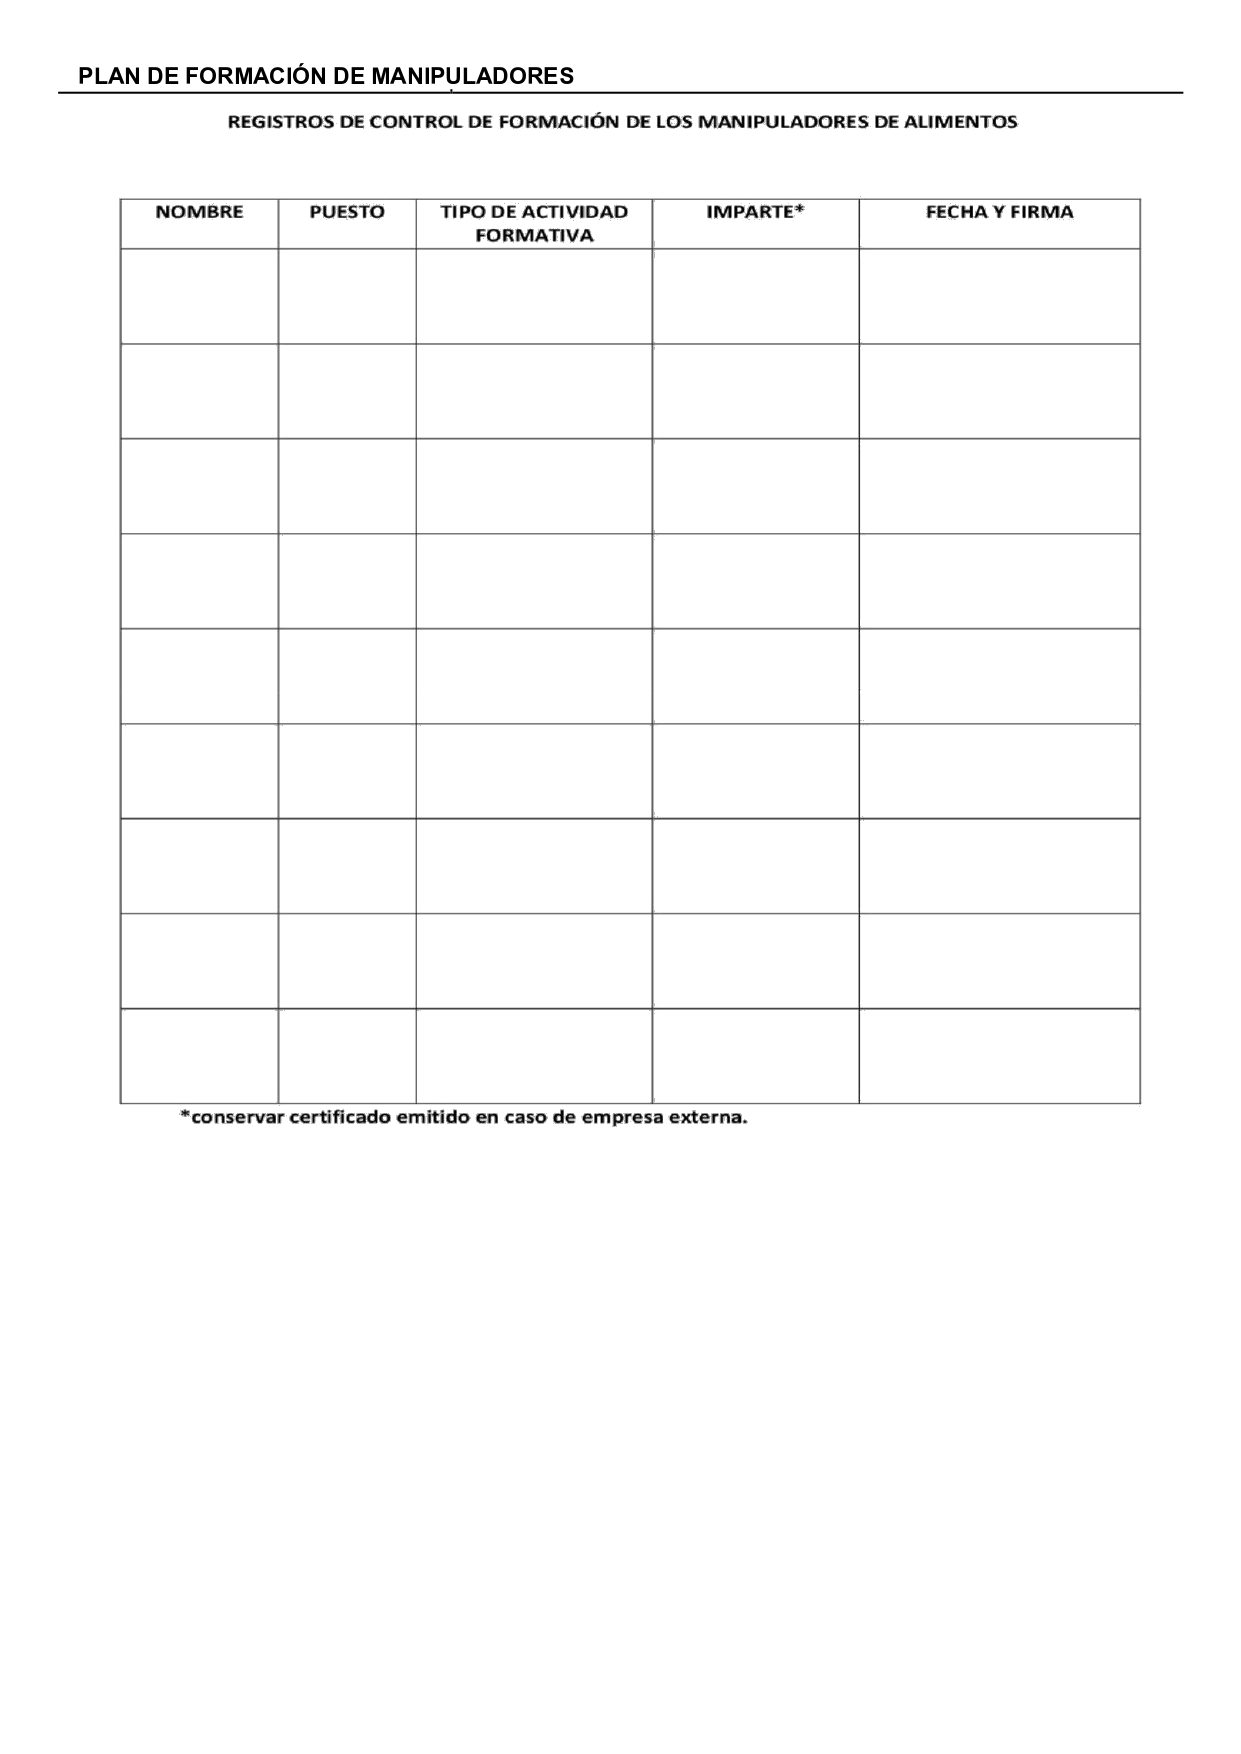 PLAN DE FORMACIÓN DE MANIPULADORES
REGISTROS DE CONTROL DE FORMACIÓN DE LOS MANIPULADORES DE ALIMENTOS
NOMBRE PUESTO TIPO DE ACTIVIDAD FORMATIVA IMPARTE* FECHA Y FIRMA
*conservar certificado emitido en caso de empresa externa.